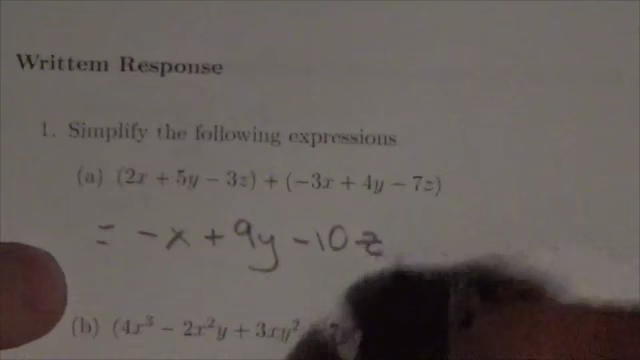 Writtem Response
1. Simplify the following expressions
(a) (2x + 5y − 3z) + (−3x + 4y − 7z)
= -x + 9y - 10z
(b) (4x³ − 2x²y + 3xy²